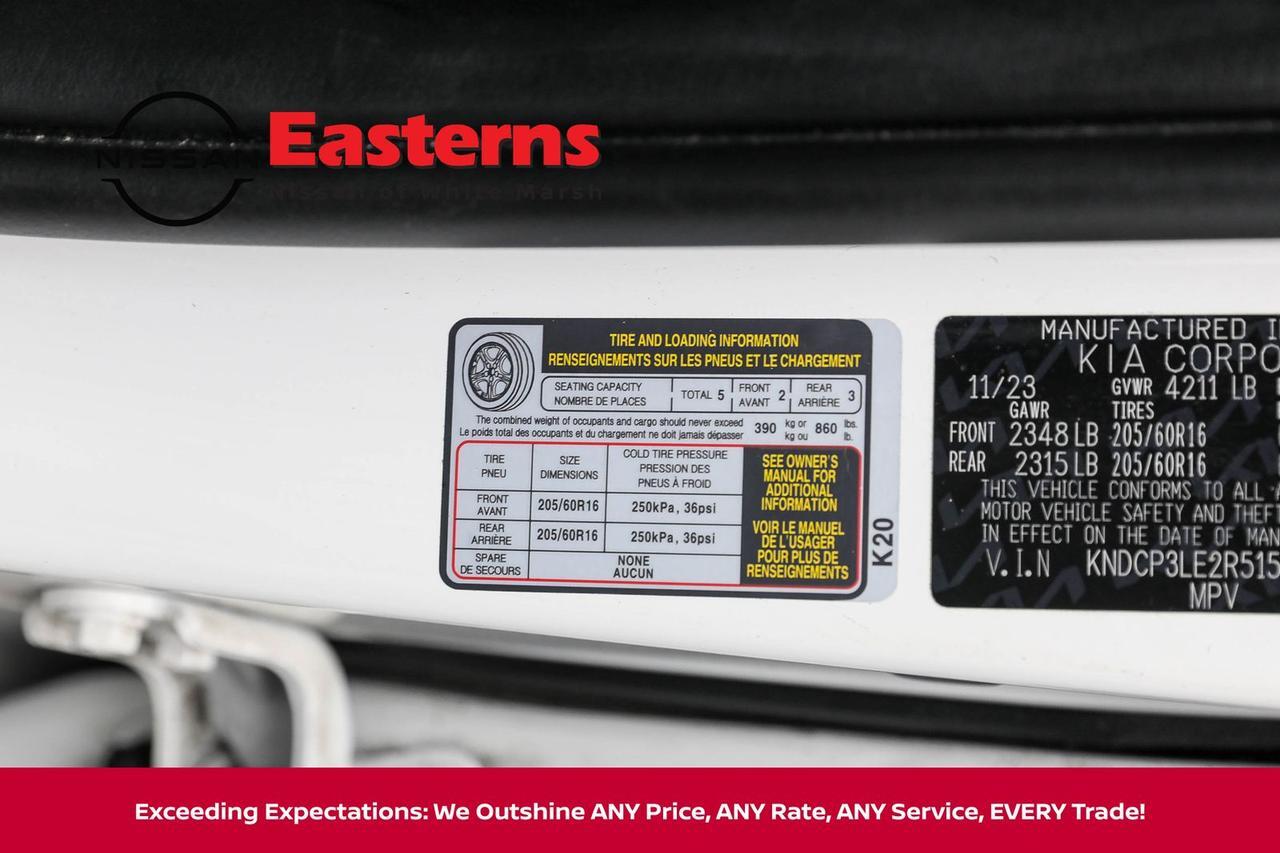 NISSAN
Easterns
Nissan of White Marsh
TIRE AND LOADING INFORMATION
RENSEIGNEMENTS SUR LES PNEUS ET LE CHARGEMENT
SEATING CAPACITY
NOMBRE DE PLACES
TOTAL 5
FRONT
AVANT 2
REAR
ARRIÈRE 3
The combined weight of occupants and cargo should never exceed 390 kg or 860 lbs.
Le poids total des occupants et du chargement ne doit jamais dépasser kg ou lb.
TIRE
PNEU
SIZE
DIMENSIONS
COLD TIRE PRESSURE
PRESSION DES
PNEUS À FROID
FRONT
AVANT
205/60R16
250kPa, 36psi
REAR
ARRIÈRE
205/60R16
250kPa, 36psi
SPARE
DE SECOURS
NONE
AUCUN
SEE OWNER'S
MANUAL FOR
ADDITIONAL
INFORMATION
VOIR LE MANUEL
DE L'USAGER
POUR PLUS DE
RENSEIGNEMENTS
K20
MANUFACTURED
KIA CORPO
11/23 GVWR 4211 LB
GAWR TIRES
FRONT 2348 LB 205/60R16
REAR 2315 LB 205/60R16
THIS VEHICLE CONFORMS TO ALL
MOTOR VEHICLE SAFETY AND THEF
IN EFFECT ON THE DATE OF MAN
V.I.N KNDCP3LE2R515
MPV
Exceeding Expectations: We Outshine ANY Price, ANY Rate, ANY Service, EVERY Trade!